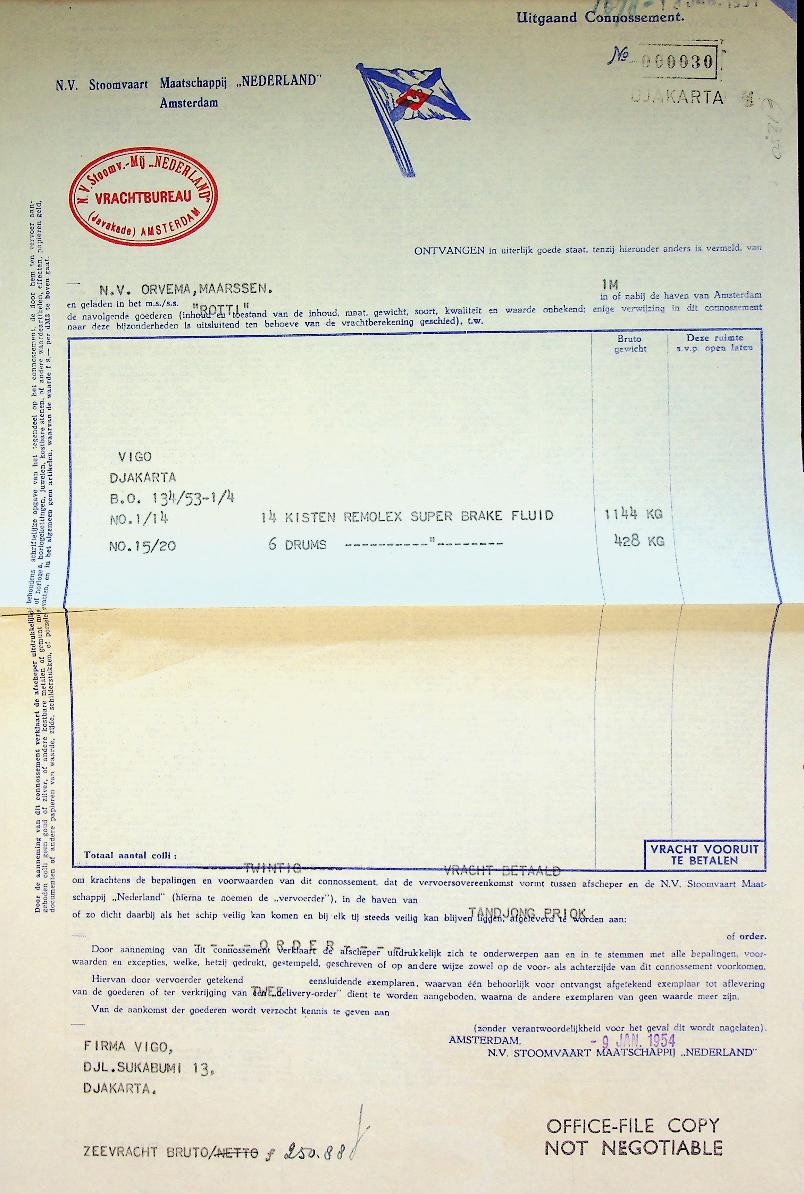 Uitgaand Connossement.
No 000030
DJAKARTA
N.V. Stoomvaart Maatschappij „NEDERLAND"
Amsterdam
N.V. Stoomv.-Mij „NEDERLAND"
VRACHTBUREAU
(Javakade) AMSTERDAM
ONTVANGEN in uiterlijk goede staat, tenzij hieronder anders is vermeld, van
N.V. ORVEMA,MAARSSEN. 1M
en geladen in het m.s./s.s. "ROTTI" in of nabij de haven van Amsterdam
de navolgende goederen (inhoud en toestand van de inhoud, maat, gewicht, soort, kwaliteit en waarde onbekend; enige verwijzing in dit connossement
naar deze bijzonderheden is uitsluitend ten behoeve van de vrachtberekening geschied), t.w.
Bruto gewicht
Deze ruimte s.v.p. open laten
VIGO
DJAKARTA
B.O. 134/53-1/4
NO.1/14 14 KISTEN REMOLEX SUPER BRAKE FLUID 1144 KG
NO.15/20 6 DRUMS ----------"-------- 428 KG
Totaal aantal colli : TWINTIG VRACHT BETAALD
VRACHT VOORUIT
TE BETALEN
om krachtens de bepalingen en voorwaarden van dit connossement, dat de vervoersovereenkomst vormt tussen afscheper en de N.V. Stoomvaart Maat-
schappij „Nederland" (hierna te noemen de „vervoerder"), in de haven van TANDJONG PRIOK
of zo dicht daarbij als het schip veilig kan komen en bij elk tij steeds veilig kan blijven liggen, afgeleverd te worden aan:
- - - - O R D E R - - - of order.
Door aanneming van dit connossement verklaart de afscheper uitdrukkelijk zich te onderwerpen aan en in te stemmen met alle bepalingen, voor-
waarden en excepties, welke, hetzij gedrukt, gestempeld, geschreven of op andere wijze zowel op de voor- als achterzijde van dit connossement voorkomen.
Hiervan door vervoerder getekend TWEE eensluidende exemplaren, waarvan één behoorlijk voor ontvangst afgetekend exemplaar tot aflevering
van de goederen of ter verkrijging van een „delivery-order" dient te worden aangeboden, waarna de andere exemplaren van geen waarde meer zijn.
Van de aankomst der goederen wordt verzocht kennis te geven aan
(zonder verantwoordelijkheid voor het geval dit wordt nagelaten).
AMSTERDAM, - 9 JAN. 1954
N.V. STOOMVAART MAATSCHAPPIJ „NEDERLAND"
FIRMA VIGO,
DJL.SUKABUMI 13,
DJAKARTA.
OFFICE-FILE COPY
NOT NEGOTIABLE
ZEEVRACHT BRUTO/NETTO f 250.88